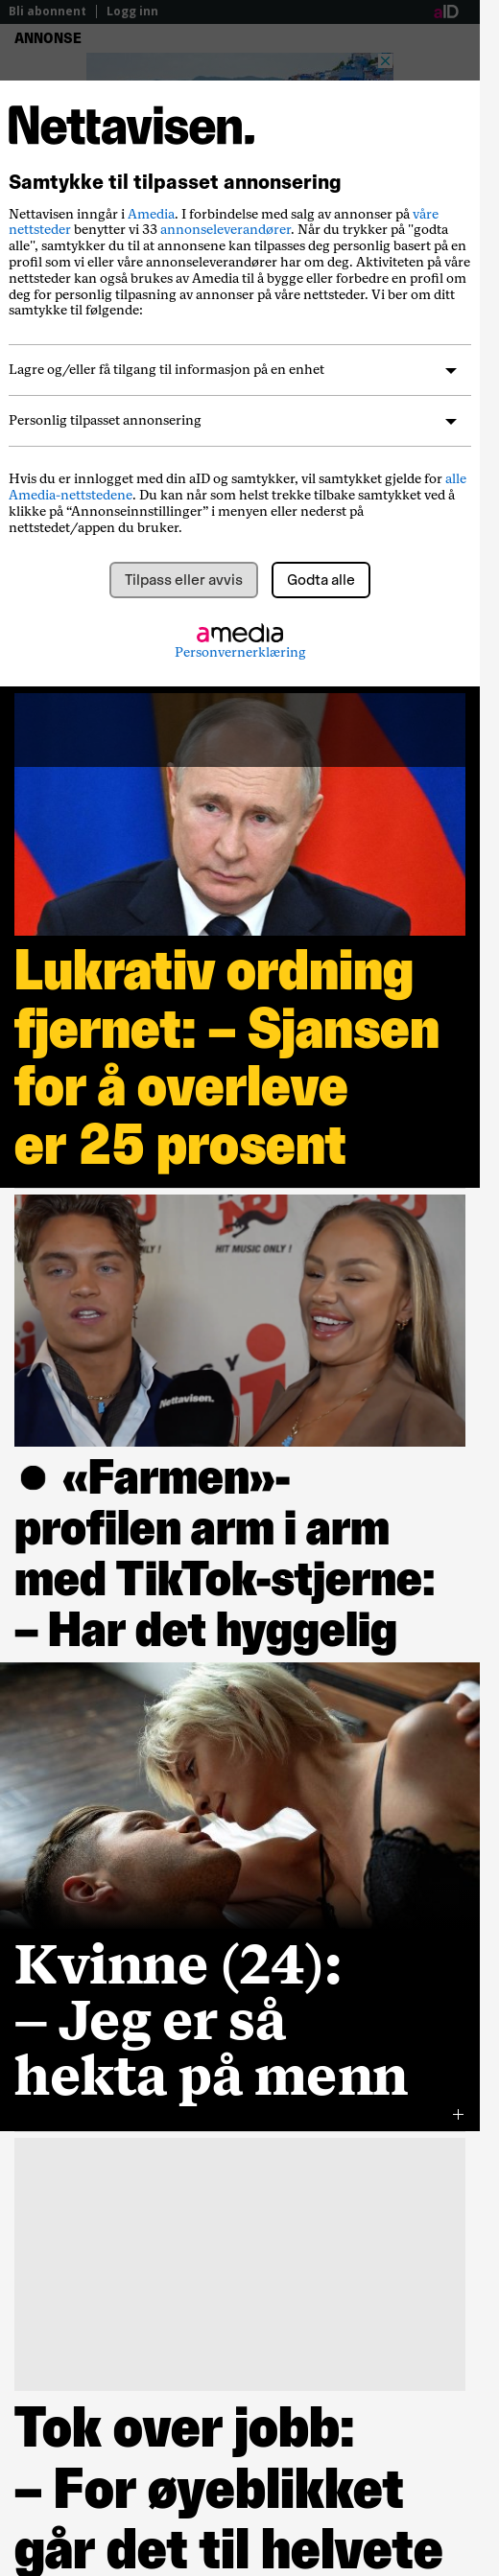 Bli abonnent | Logg inn
aID
ANNONSE
Nettavisen.
Samtykke til tilpasset annonsering
Nettavisen inngår i Amedia. I forbindelse med salg av annonser på våre
nettsteder benytter vi 33 annonseleverandører. Når du trykker på "godta
alle", samtykker du til at annonsene kan tilpasses deg personlig basert på en
profil som vi eller våre annonseleverandører har om deg. Aktiviteten på våre
nettsteder kan også brukes av Amedia til å bygge eller forbedre en profil om
deg for personlig tilpasning av annonser på våre nettsteder. Vi ber om ditt
samtykke til følgende:
Lagre og/eller få tilgang til informasjon på en enhet
Personlig tilpasset annonsering
Hvis du er innlogget med din aID og samtykker, vil samtykket gjelde for alle
Amedia-nettstedene. Du kan når som helst trekke tilbake samtykket ved å
klikke på “Annonseinnstillinger” i menyen eller nederst på
nettstedet/appen du bruker.
Tilpass eller avvis
Godta alle
amedia
Personvernerklæring
Lukrativ ordning
fjernet: – Sjansen
for å overleve
er 25 prosent
NRJ
HIT MUSIC ONLY !
Nettavisen.
● «Farmen»-
profilen arm i arm
med TikTok-stjerne:
– Har det hyggelig
Kvinne (24):
– Jeg er så
hekta på menn
+
Tok over jobb:
– For øyeblikket
går det til helvete